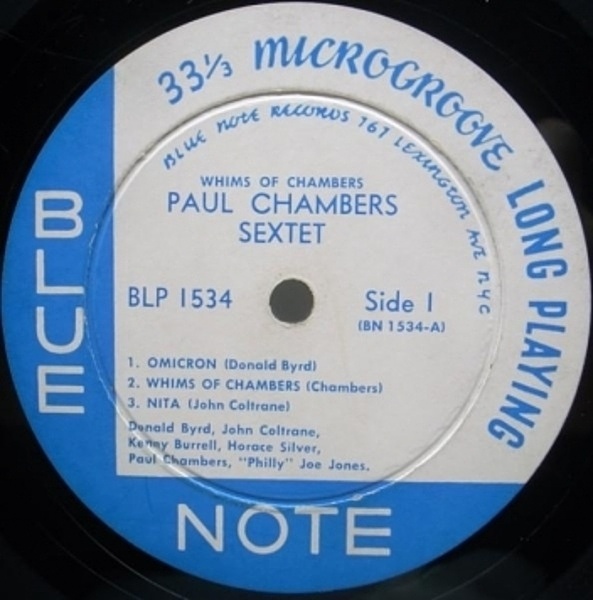 33⅓ MICROGROOVE LONG PLAYING
BLUE NOTE RECORDS 767 LEXINGTON AVE NYC
WHIMS OF CHAMBERS
PAUL CHAMBERS
SEXTET
BLP 1534
Side 1
(BN 1534-A)
1. OMICRON (Donald Byrd)
2. WHIMS OF CHAMBERS (Chambers)
3. NITA (John Coltrane)
Donald Byrd, John Coltrane,
Kenny Burrell, Horace Silver,
Paul Chambers, "Philly" Joe Jones.
BLUE
NOTE